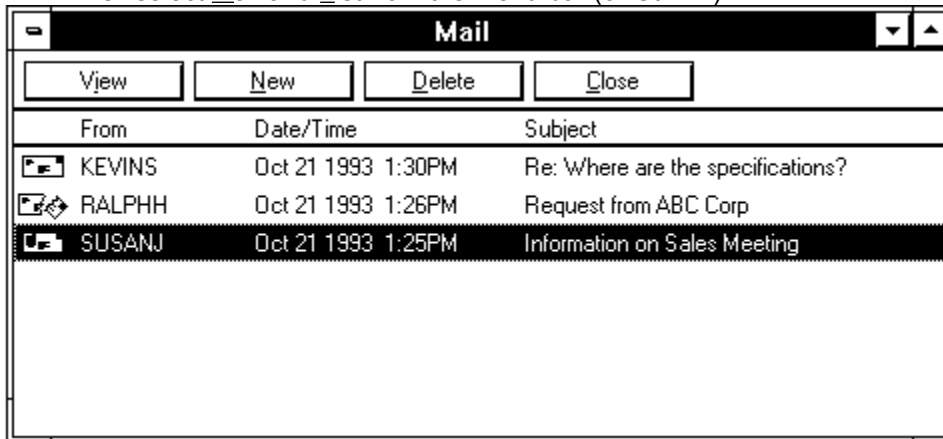 Mail
View New Delete Close
From Date/Time Subject
KEVINS Oct 21 1993 1:30PM Re: Where are the specifications?
RALPHH Oct 21 1993 1:26PM Request from ABC Corp
SUSANJ Oct 21 1993 1:25PM Information on Sales Meeting